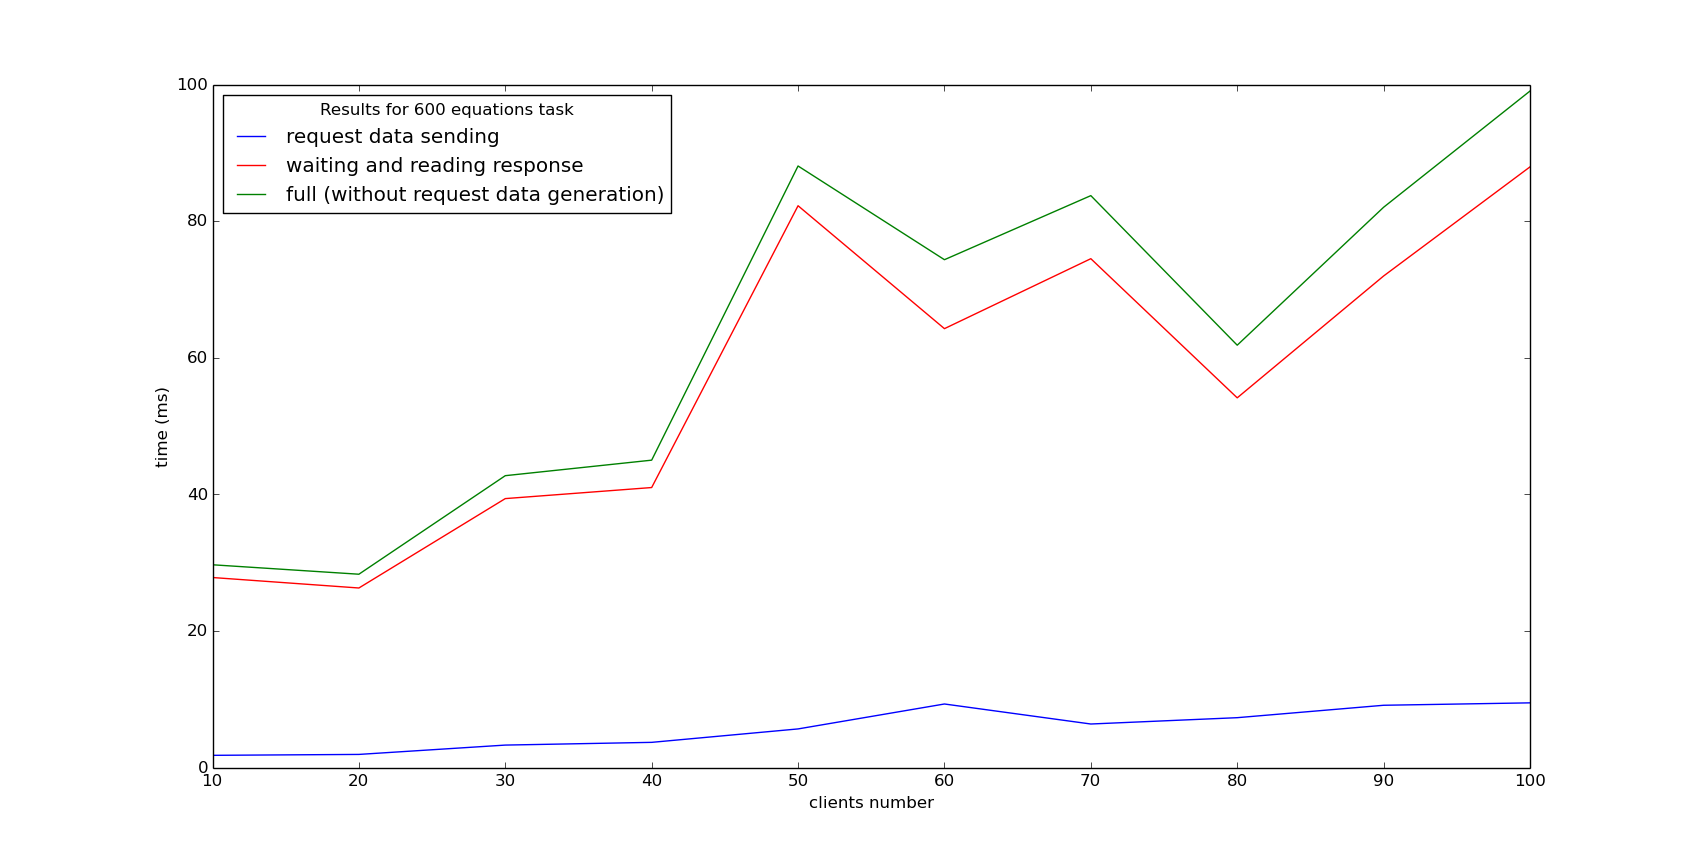 Results for 600 equations task
request data sending
waiting and reading response
full (without request data generation)
100
80
60
40
20
0
time (ms)
10 20 30 40 50 60 70 80 90 100
clients number